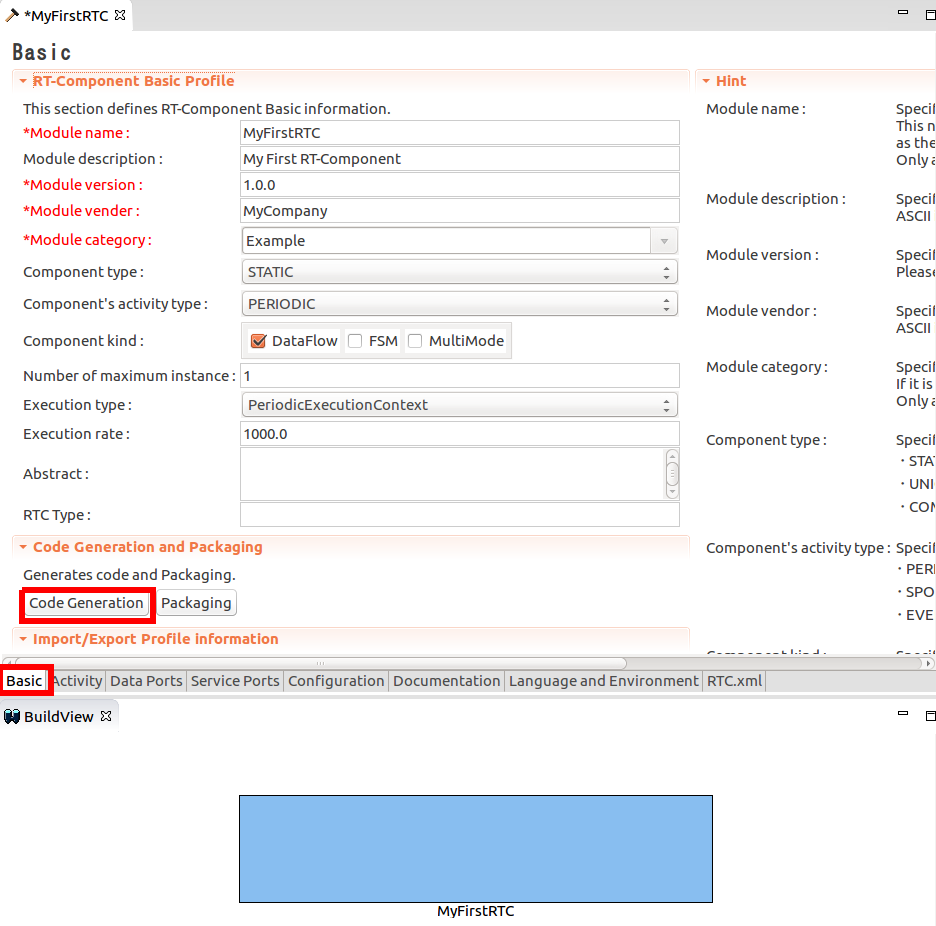 *MyFirstRTC
Basic
RT-Component Basic Profile
This section defines RT-Component Basic information.
*Module name :
MyFirstRTC
Module description :
My First RT-Component
*Module version :
1.0.0
*Module vender :
MyCompany
*Module category :
Example
Component type :
STATIC
Component's activity type :
PERIODIC
Component kind :
DataFlow
FSM
MultiMode
Number of maximum instance :
1
Execution type :
PeriodicExecutionContext
Execution rate :
1000.0
Abstract :
RTC Type :
Code Generation and Packaging
Generates code and Packaging.
Code Generation
Packaging
Import/Export Profile information
Hint
Module name :
Specif
This n
as the
Only a
Module description :
Specif
ASCII
Module version :
Specif
Please
Module vendor :
Specif
ASCII
Module category :
Specif
If it is
Only a
Component type :
Specif
・STA
・UNI
・COM
Component's activity type :
Specif
・PERI
・SPO
・EVE
Basic
Activity
Data Ports
Service Ports
Configuration
Documentation
Language and Environment
RTC.xml
BuildView
MyFirstRTC